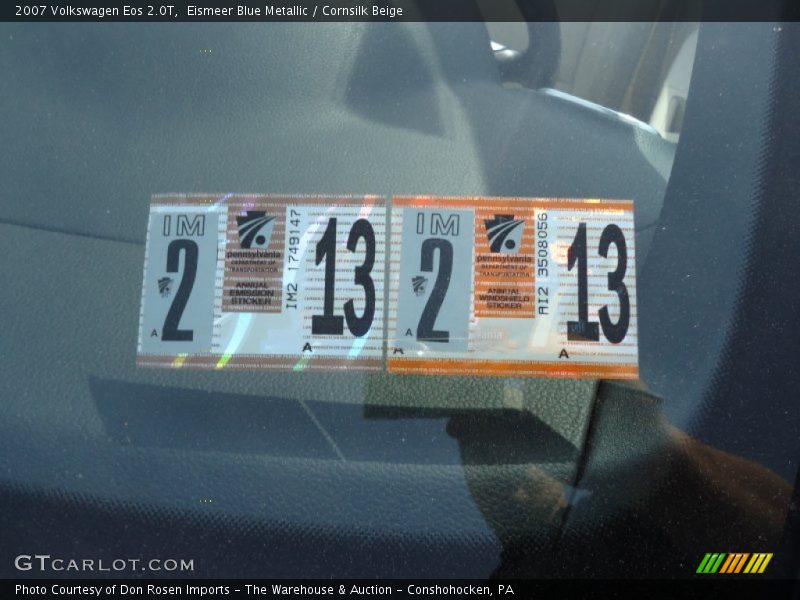 2007 Volkswagen Eos 2.0T, Eismeer Blue Metallic / Cornsilk Beige
IM
2
A
pennsylvania
DEPARTMENT OF
TRANSPORTATION
ANNUAL
EMISSION
STICKER
IM2 1749147
13
A
IM
2
A
A
pennsylvania
DEPARTMENT OF
TRANSPORTATION
ANNUAL
WINDSHIELD
STICKER
AI2 3508056
13
A
GTCARLOT.COM
Photo Courtesy of Don Rosen Imports - The Warehouse & Auction - Conshohocken, PA